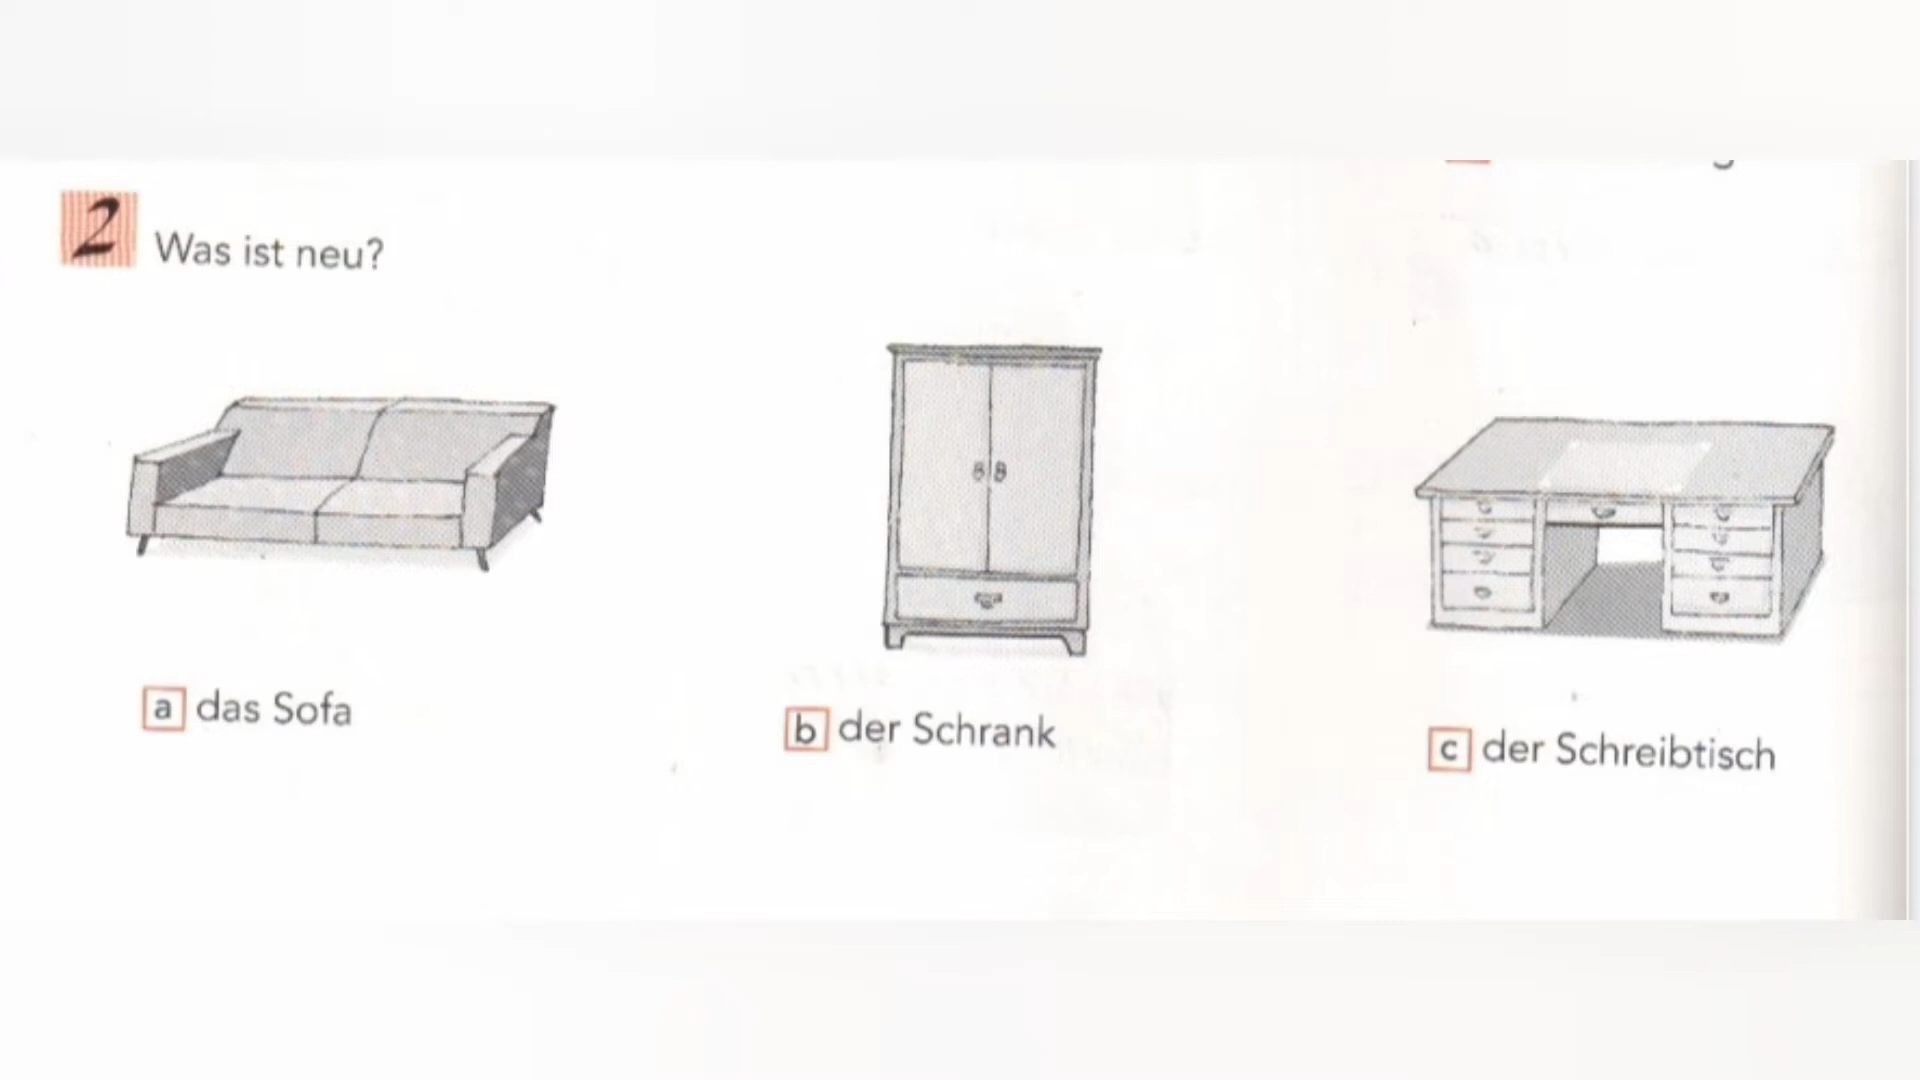 2 Was ist neu?
a das Sofa
b der Schrank
c der Schreibtisch